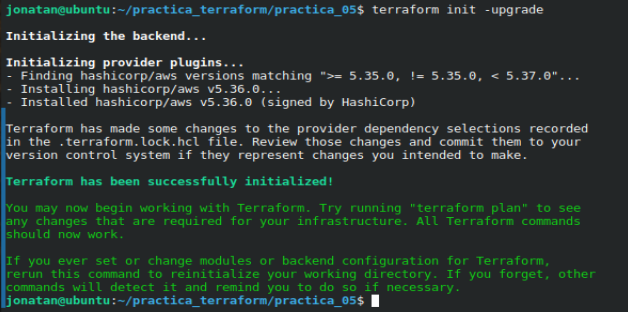 jonatan@ubuntu:~/practica_terraform/practica_05$ terraform init -upgrade
Initializing the backend...
Initializing provider plugins...
- Finding hashicorp/aws versions matching ">= 5.35.0, != 5.35.0, < 5.37.0"...
- Installing hashicorp/aws v5.36.0...
- Installed hashicorp/aws v5.36.0 (signed by HashiCorp)
Terraform has made some changes to the provider dependency selections recorded
in the .terraform.lock.hcl file. Review those changes and commit them to your
version control system if they represent changes you intended to make.
Terraform has been successfully initialized!
You may now begin working with Terraform. Try running "terraform plan" to see
any changes that are required for your infrastructure. All Terraform commands
should now work.
If you ever set or change modules or backend configuration for Terraform,
rerun this command to reinitialize your working directory. If you forget, other
commands will detect it and remind you to do so if necessary.
jonatan@ubuntu:~/practica_terraform/practica_05$